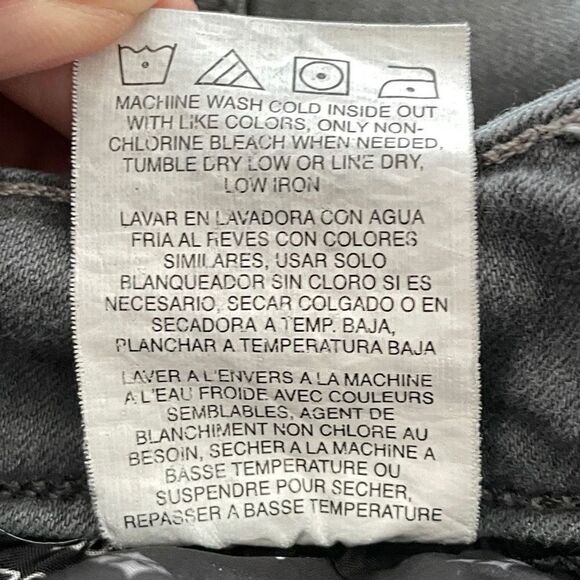 MACHINE WASH COLD INSIDE OUT
WITH LIKE COLORS, ONLY NON-
CHLORINE BLEACH WHEN NEEDED,
TUMBLE DRY LOW OR LINE DRY,
LOW IRON
LAVAR EN LAVADORA CON AGUA
FRIA AL REVES CON COLORES
SIMILARES, USAR SOLO
BLANQUEADOR SIN CLORO SI ES
NECESARIO, SECAR COLGADO O EN
SECADORA A TEMP. BAJA,
PLANCHAR A TEMPERATURA BAJA
LAVER A L'ENVERS A LA MACHINE
A L'EAU FROIDE AVEC COULEURS
SEMBLABLES, AGENT DE
BLANCHIMENT NON CHLORE AU
BESOIN, SECHER A LA MACHINE A
BASSE TEMPERATURE OU
SUSPENDRE POUR SECHER,
REPASSER A BASSE TEMPERATURE